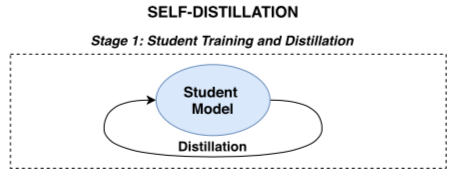 SELF-DISTILLATION
Stage 1: Student Training and Distillation
Student
Model
Distillation